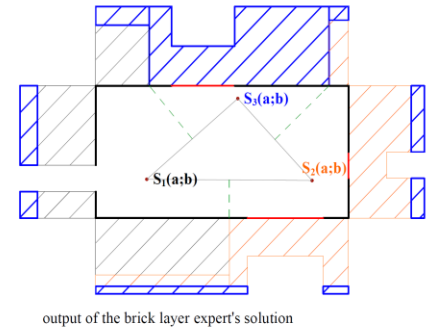 S3(a;b)
S2(a;b)
S1(a;b)
output of the brick layer expert's solution